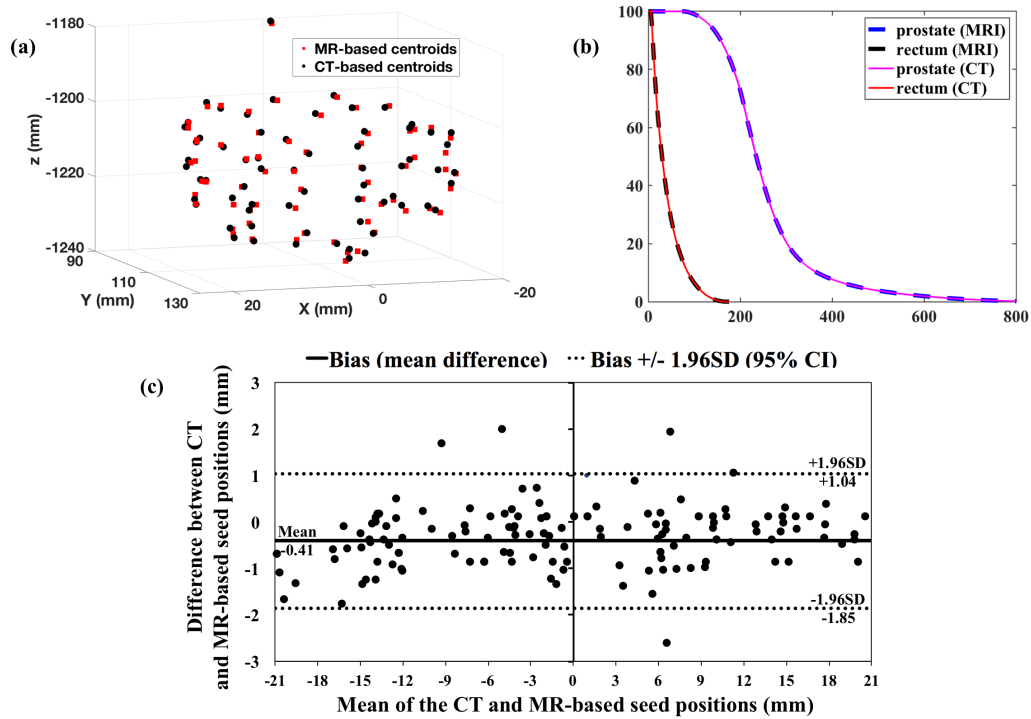 (a)
-1180
-1200
-1220
-1240
z (mm)
90
110
130
Y (mm)
20
0
-20
X (mm)
MR-based centroids
CT-based centroids
(b)
100
80
60
40
20
0
0
200
400
600
800
prostate (MRI)
rectum (MRI)
prostate (CT)
rectum (CT)
Bias (mean difference)
Bias +/- 1.96SD (95% CI)
(c)
Difference between CT
and MR-based seed positions (mm)
3
2
1
0
-1
-2
-3
+1.96SD
+1.04
Mean
-0.41
-1.96SD
-1.85
-21
-18
-15
-12
-9
-6
-3
0
3
6
9
12
15
18
21
Mean of the CT and MR-based seed positions (mm)